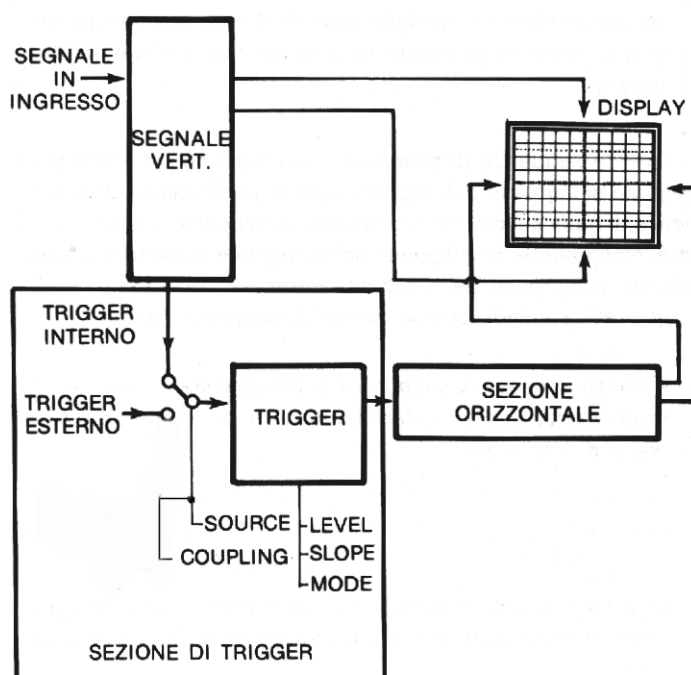 SEGNALE
IN
INGRESSO
SEGNALE
VERT.
DISPLAY
TRIGGER
INTERNO
TRIGGER
ESTERNO
TRIGGER
SEZIONE
ORIZZONTALE
SOURCE
COUPLING
LEVEL
SLOPE
MODE
SEZIONE DI TRIGGER